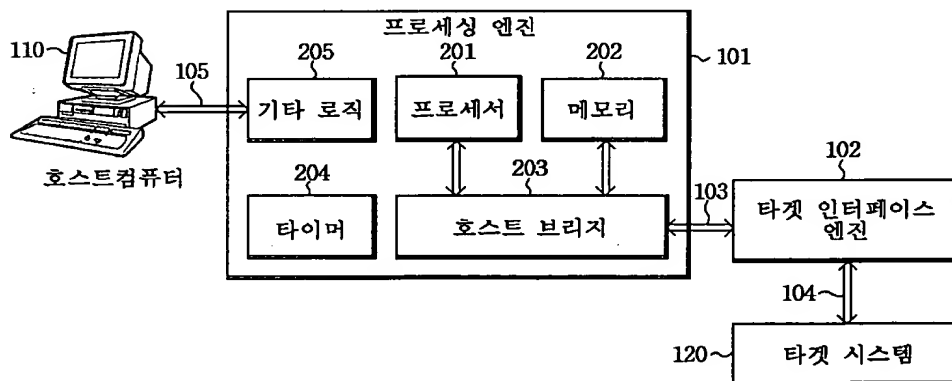 프로세싱 엔진
110
105
205
201
202
101
기타 로직
프로세서
메모리
호스트컴퓨터
204
203
103
102
타이머
호스트 브리지
타겟 인터페이스
엔진
104
120
타겟 시스템